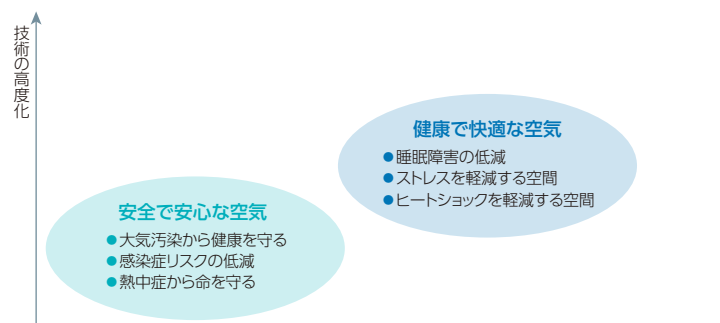 技術の高度化
健康で快適な空気
●睡眠障害の低減
●ストレスを軽減する空間
●ヒートショックを軽減する空間
安全で安心な空気
●大気汚染から健康を守る
●感染症リスクの低減
●熱中症から命を守る